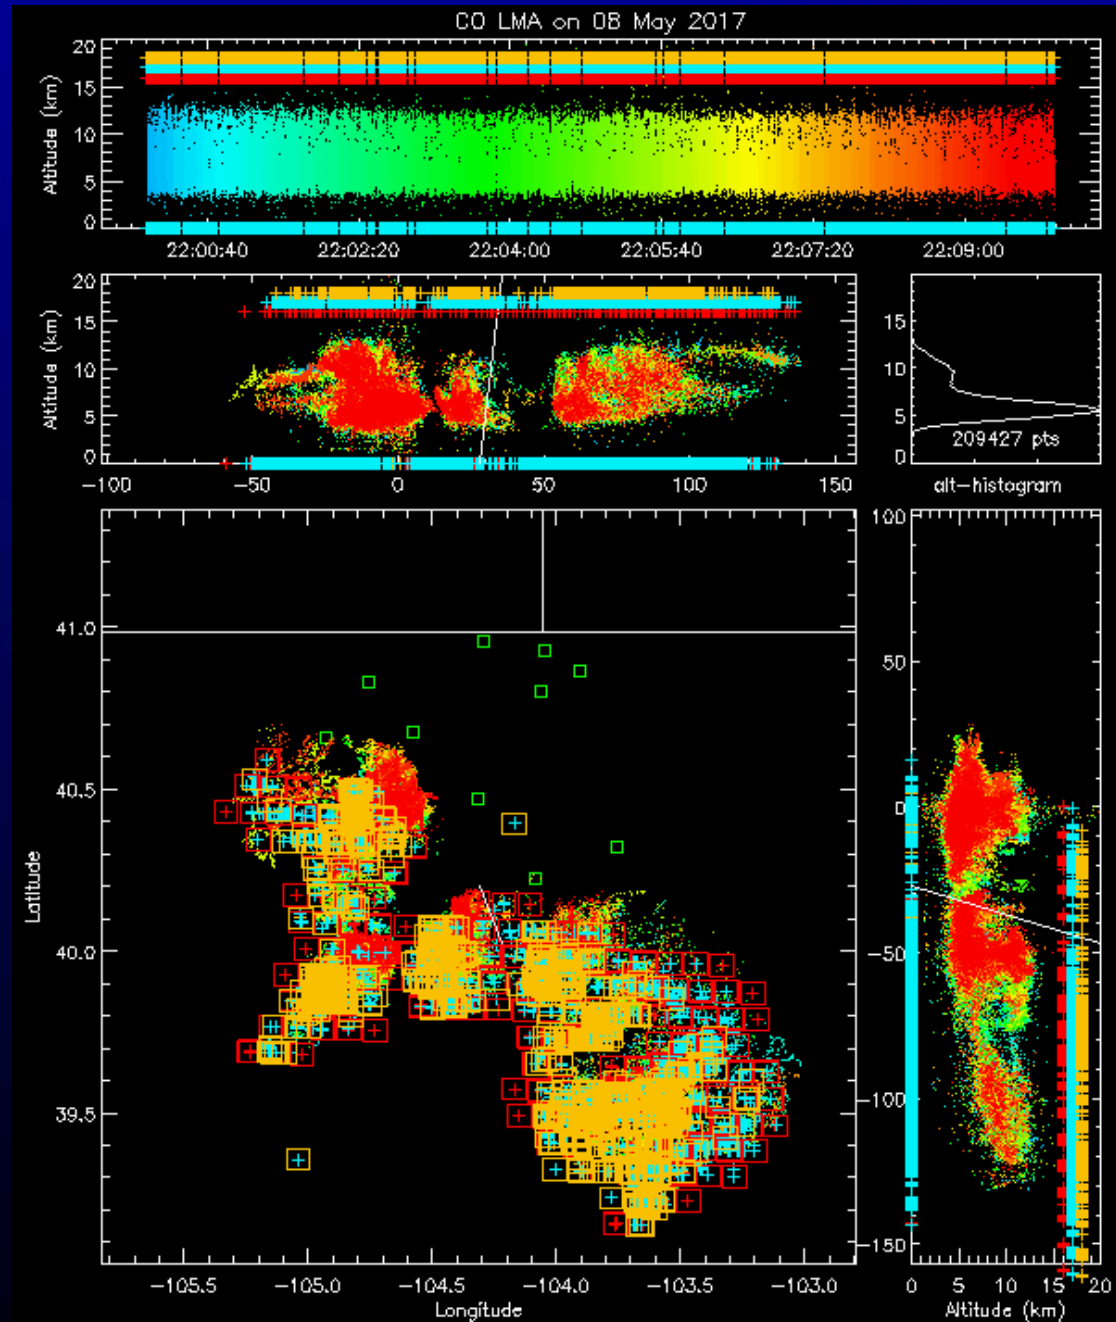 CO LMA on 08 May 2017
Altitude (km)
20
15
10
5
0
22:00:40 22:02:20 22:04:00 22:05:40 22:07:20 22:09:00
Altitude (km)
20
15
10
5
0
-100 -50 0 50 100 150
15
10
5
0
209427 pts
alt-histogram
Latitude
41.0
40.5
40.0
39.5
-105.5 -105.0 -104.5 -104.0 -103.5 -103.0
Longitude
100
50
0
-50
-100
-150
0 5 10 15 20
Altitude (km)